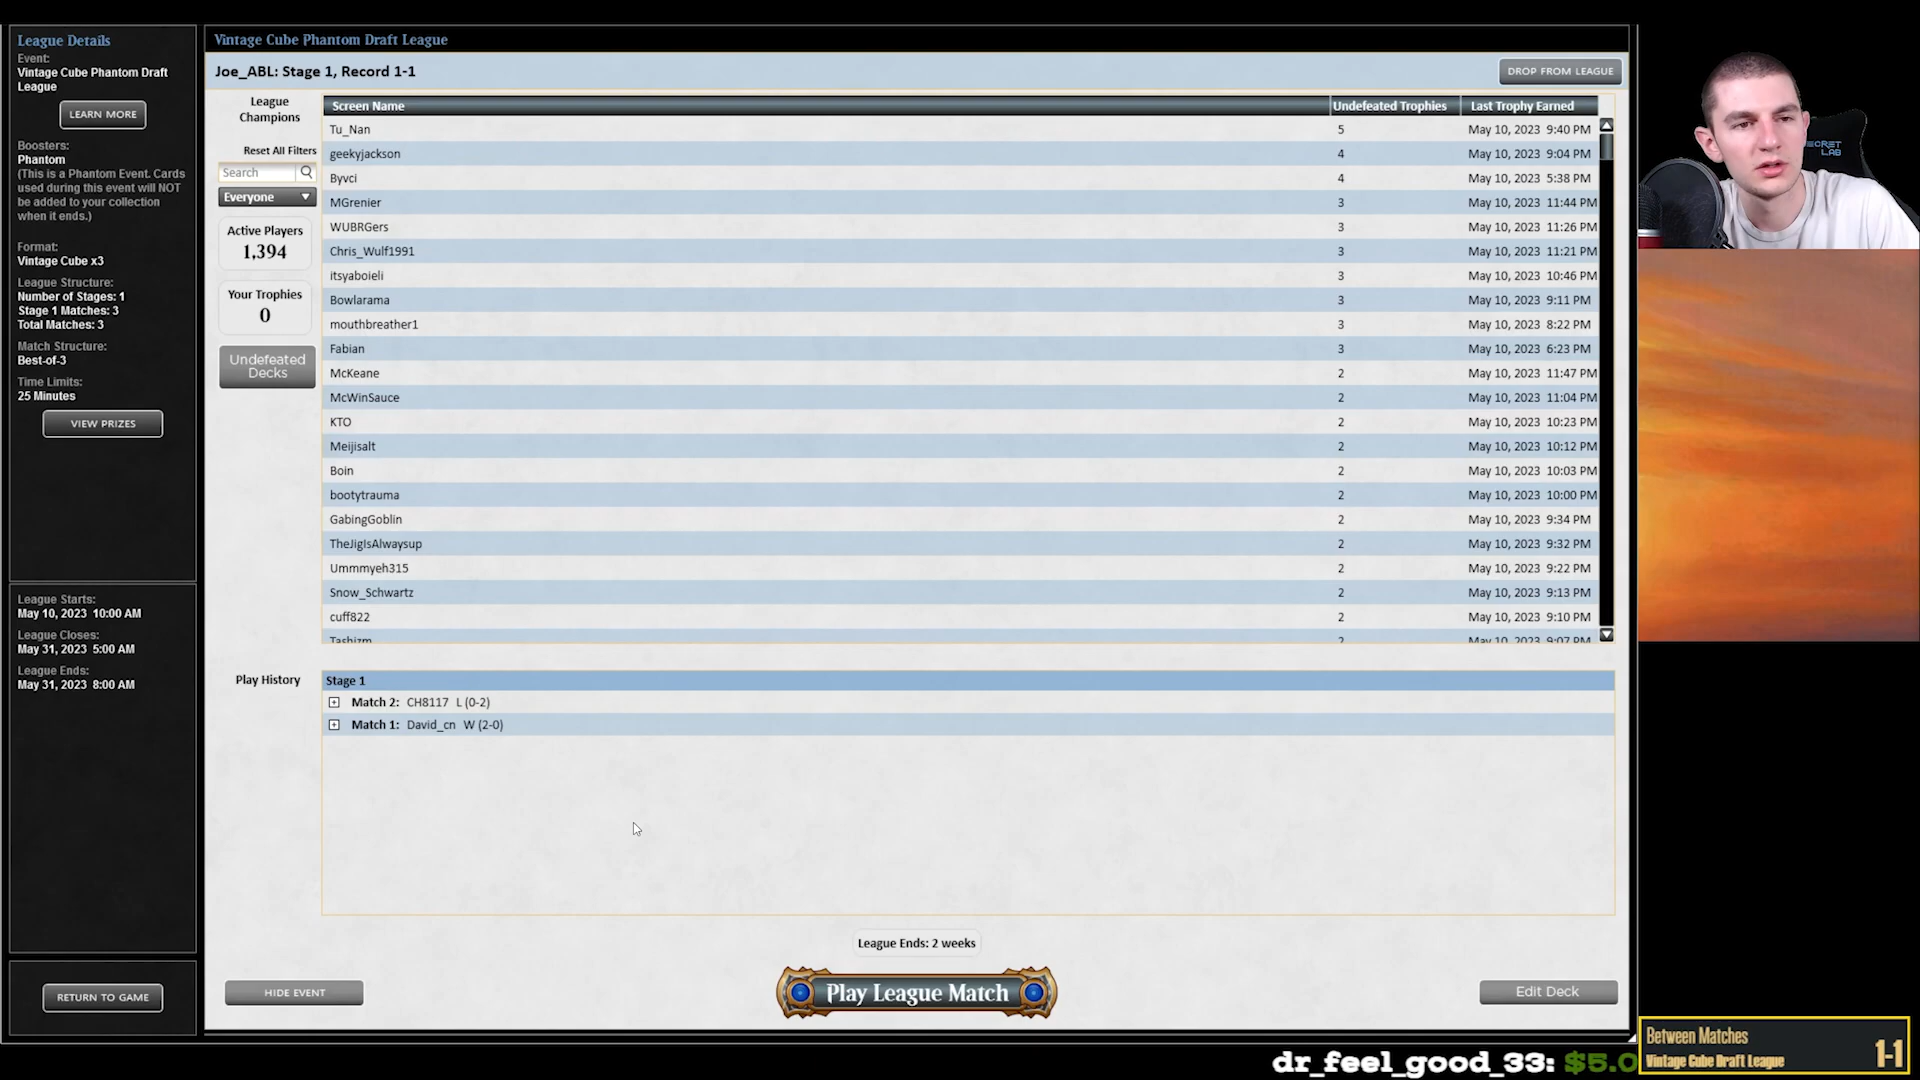 League Details
Event:
Vintage Cube Phantom Draft
League
LEARN MORE
Boosters:
Phantom
(This is a Phantom Event. Cards
used during this event will NOT
be added to your collection
when it ends.)
Format:
Vintage Cube x3
League Structure:
Number of Stages: 1
Stage 1 Matches: 3
Total Matches: 3
Match Structure:
Best-of-3
Time Limits:
25 Minutes
VIEW PRIZES
League Starts:
May 10, 2023 10:00 AM
League Closes:
May 31, 2023 5:00 AM
League Ends:
May 31, 2023 8:00 AM
RETURN TO GAME
Vintage Cube Phantom Draft League
Joe_ABL: Stage 1, Record 1-1
DROP FROM LEAGUE
League
Champions
Reset All Filters
Search
Everyone
Active Players
1,394
Your Trophies
0
Undefeated
Decks
Screen Name Undefeated Trophies Last Trophy Earned
Tu_Nan 5 May 10, 2023 9:40 PM
geekyjackson 4 May 10, 2023 9:04 PM
Byvci 4 May 10, 2023 5:38 PM
MGrenier 3 May 10, 2023 11:44 PM
WUBRGers 3 May 10, 2023 11:26 PM
Chris_Wulf1991 3 May 10, 2023 11:21 PM
itsyaboieli 3 May 10, 2023 10:46 PM
Bowlarama 3 May 10, 2023 9:11 PM
mouthbreather1 3 May 10, 2023 8:22 PM
Fabian 3 May 10, 2023 6:23 PM
McKeane 2 May 10, 2023 11:47 PM
McWinSauce 2 May 10, 2023 11:04 PM
KTO 2 May 10, 2023 10:23 PM
Meijisalt 2 May 10, 2023 10:12 PM
Boin 2 May 10, 2023 10:03 PM
bootytrauma 2 May 10, 2023 10:00 PM
GabingGoblin 2 May 10, 2023 9:34 PM
TheJigIsAlwaysup 2 May 10, 2023 9:32 PM
Ummmyeh315 2 May 10, 2023 9:22 PM
Snow_Schwartz 2 May 10, 2023 9:13 PM
cuff822 2 May 10, 2023 9:10 PM
Tashizm 2 May 10, 2023 9:07 PM
Play History
Stage 1
Match 2: CH8117 L (0-2)
Match 1: David_cn W (2-0)
League Ends: 2 weeks
HIDE EVENT
Play League Match
Edit Deck
ECRET
LAB
Between Matches
Vintage Cube Draft League
1-1
dr_feel_good_33: $5.0